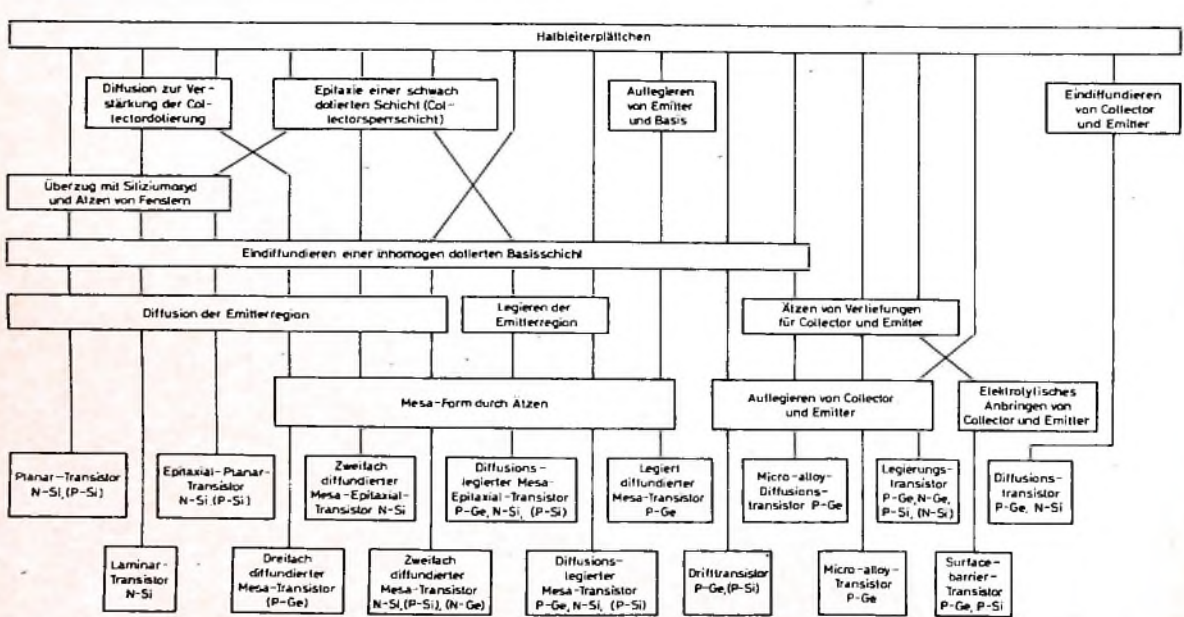 Halbleiterplättchen
Diffusion zur Ver-
stärkung der Col-
lectordotierung
Epitaxie einer schwach
dotierten Schicht (Col-
lectorsperrschicht)
Auflegieren
von Emitter
und Basis
Eindiffundieren
von Collector
und Emitter
Überzug mit Siliziumoxyd
und Ätzen von Fenstern
Eindiffundieren einer inhomogen dotierten Basisschicht
Diffusion der Emitterregion
Legieren der
Emitterregion
Ätzen von Vertiefungen
für Collector und Emitter
Mesa-Form durch Ätzen
Auflegieren von Collector
und Emitter
Elektrolytisches
Anbringen von
Collector und Emitter
Planar-Transistor
N-Si, (P-Si)
Epitaxial-Planar-
Transistor
N-Si, (P-Si)
Zweifach
diffundierter
Mesa-Epitaxial-
Transistor N-Si
Diffusions-
legierter Mesa-
Epitaxial-Transistor
P-Ge, N-Si, (P-Si)
Legiert
diffundierter
Mesa-Transistor
P-Ge
Micro-alloy-
Diffusions-
transistor P-Ge
Legierungs-
transistor
P-Ge, N-Ge,
P-Si, (N-Si)
Diffusions-
transistor
P-Ge, N-Si
Laminar-
Transistor
N-Si
Dreifach
diffundierter
Mesa-Transistor
(P-Ge)
Zweifach
diffundierter
Mesa-Transistor
N-Si, (P-Si), (N-Ge)
Diffusions-
legierter
Mesa-Transistor
P-Ge, N-Si, (P-Si)
Drifttransistor
P-Ge, (P-Si)
Micro-alloy-
Transistor
P-Ge
Surface-
barrier-
Transistor
P-Ge, P-Si